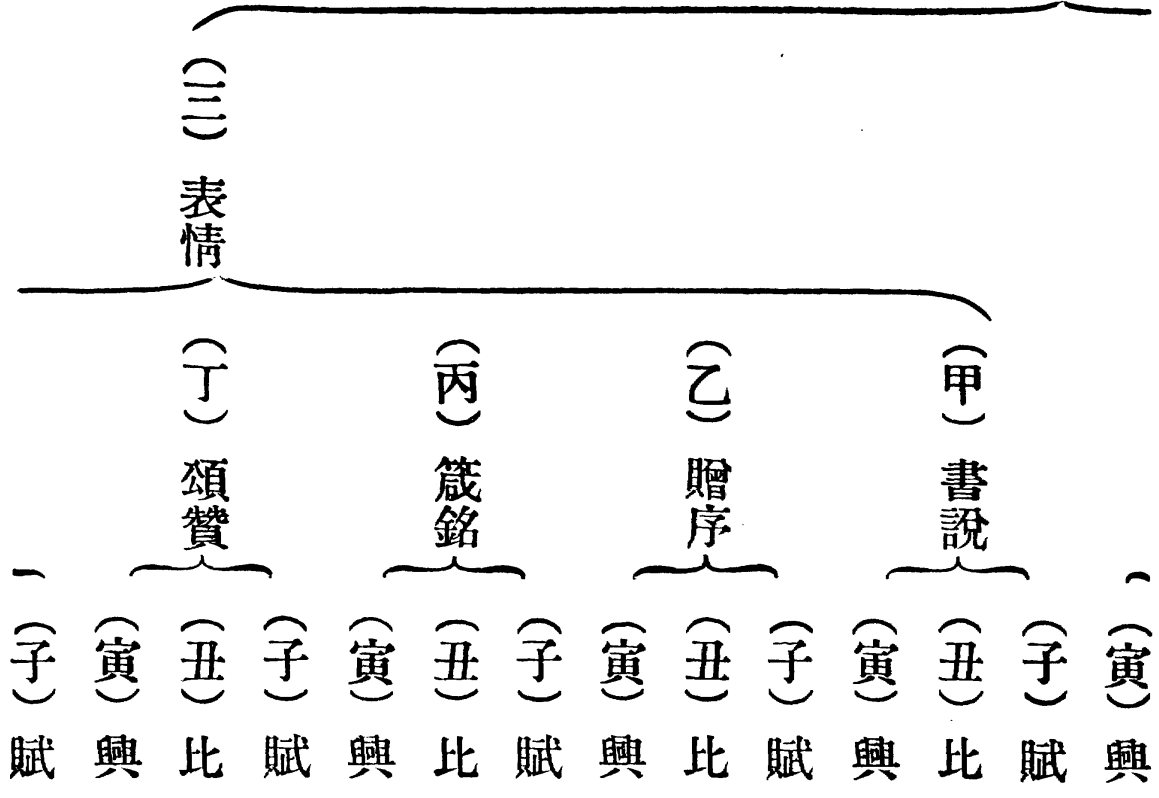 (三) 表情
(寅) 興
(甲) 書說
(子) 賦
(丑) 比
(寅) 興
(乙) 贈序
(子) 賦
(丑) 比
(寅) 興
(丙) 箴銘
(子) 賦
(丑) 比
(寅) 興
(丁) 頌贊
(子) 賦
(丑) 比
(寅) 興
(子) 賦